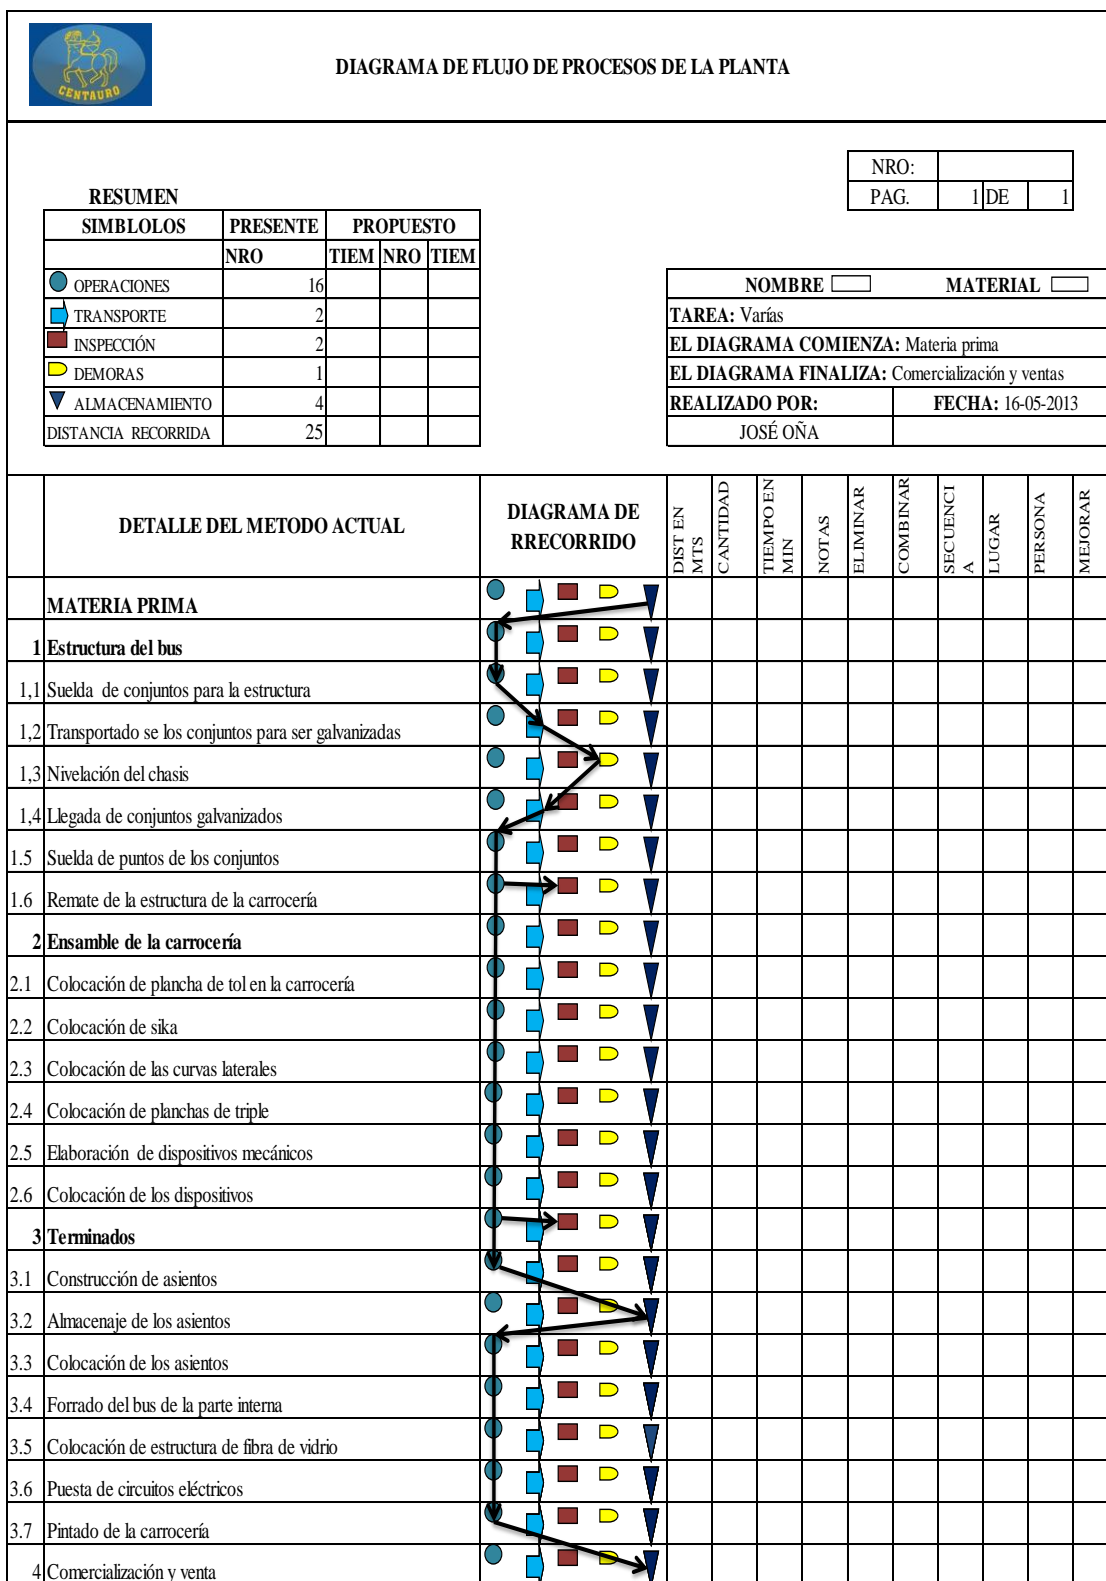 CENTAURO
DIAGRAMA DE FLUJO DE PROCESOS DE LA PLANTA
NRO:
PAG. 1 DE 1
RESUMEN
SIMBLOLOS PRESENTE PROPUESTO
NRO TIEM NRO TIEM
OPERACIONES 16
TRANSPORTE 2
INSPECCIÓN 2
DEMORAS 1
ALMACENAMIENTO 4
DISTANCIA RECORRIDA 25
NOMBRE MATERIAL
TAREA: Varías
EL DIAGRAMA COMIENZA: Materia prima
EL DIAGRAMA FINALIZA: Comercialización y ventas
REALIZADO POR: FECHA: 16-05-2013
JOSÉ OÑA
DETALLE DEL METODO ACTUAL
DIAGRAMA DE
RRECORRIDO
DIST EN
MTS
CANTIDAD
TIEMPO EN
MIN
NOTAS
ELIMINAR
COMBINAR
SECUENCI
A
LUGAR
PERSONA
MEJORAR
MATERIA PRIMA
1 Estructura del bus
1,1 Suelda de conjuntos para la estructura
1,2 Transportado se los conjuntos para ser galvanizadas
1,3 Nivelación del chasis
1,4 Llegada de conjuntos galvanizados
1.5 Suelda de puntos de los conjuntos
1.6 Remate de la estructura de la carrocería
2 Ensamble de la carrocería
2.1 Colocación de plancha de tol en la carrocería
2.2 Colocación de sika
2.3 Colocación de las curvas laterales
2.4 Colocación de planchas de triple
2.5 Elaboración de dispositivos mecánicos
2.6 Colocación de los dispositivos
3 Terminados
3.1 Construcción de asientos
3.2 Almacenaje de los asientos
3.3 Colocación de los asientos
3.4 Forrado del bus de la parte interna
3.5 Colocación de estructura de fibra de vidrio
3.6 Puesta de circuitos eléctricos
3.7 Pintado de la carrocería
4 Comercialización y venta